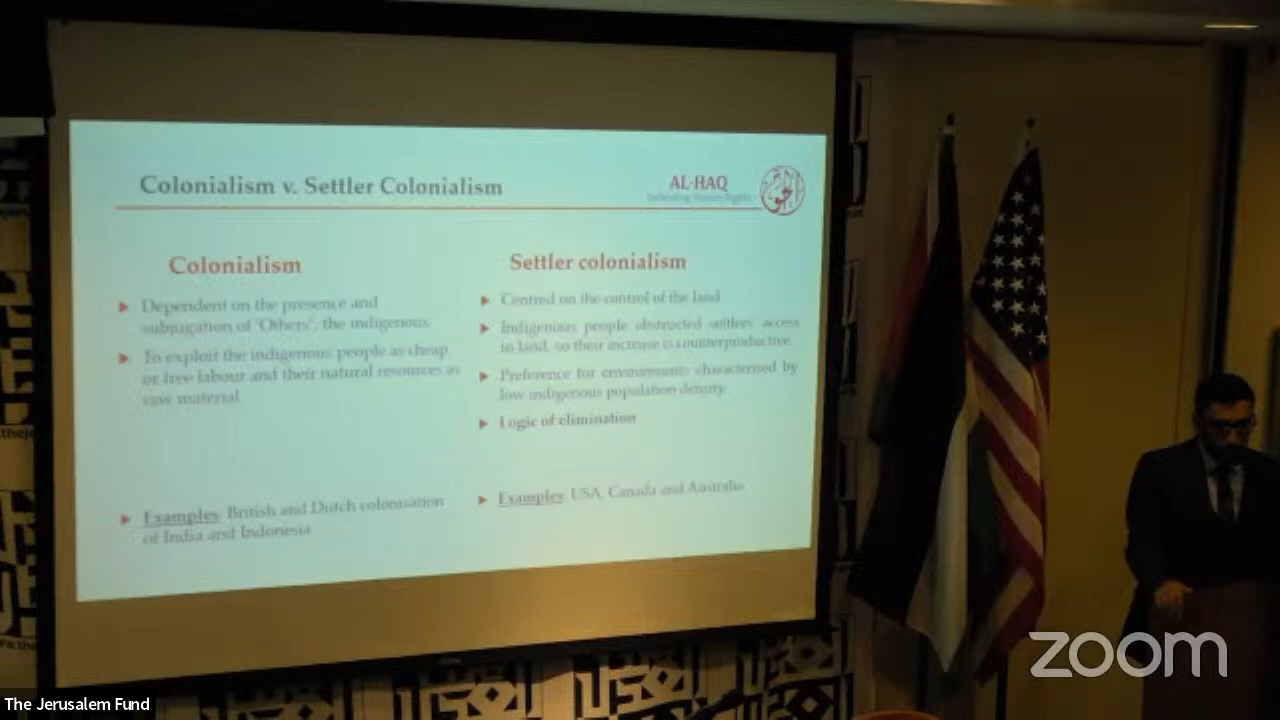 Colonialism v. Settler Colonialism
AL-HAQ
Defending Human Rights
Colonialism
Dependent on the presence and
subjugation of 'Others', the indigenous
To exploit the indigenous people as cheap
or free labour and their natural resources as
raw material
Examples: British and Dutch colonisation
of India and Indonesia
Settler colonialism
Centred on the control of the land
Indigenous people obstructed settlers' access
to land, so their increase is counterproductive.
Preference for environments characterised by
low indigenous population density.
Logic of elimination
Examples: USA, Canada and Australia
zoom
The Jerusalem Fund